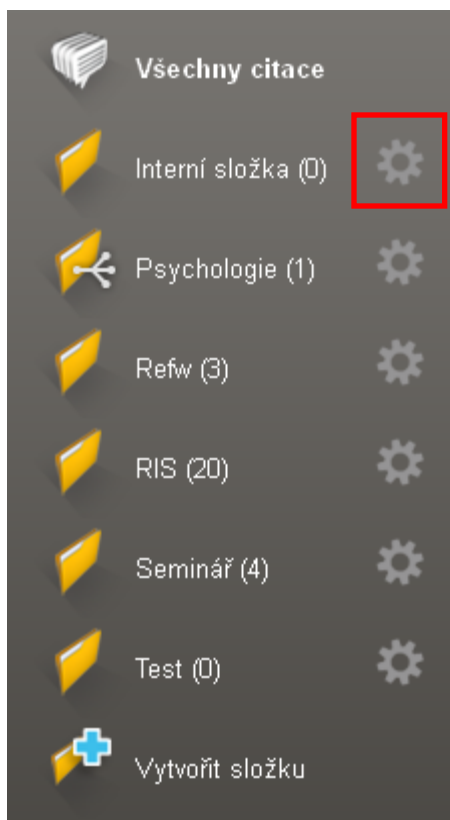 Všechny citace
Interní složka (0)
Psychologie (1)
Refw (3)
RIS (20)
Seminář (4)
Test (0)
Vytvořit složku